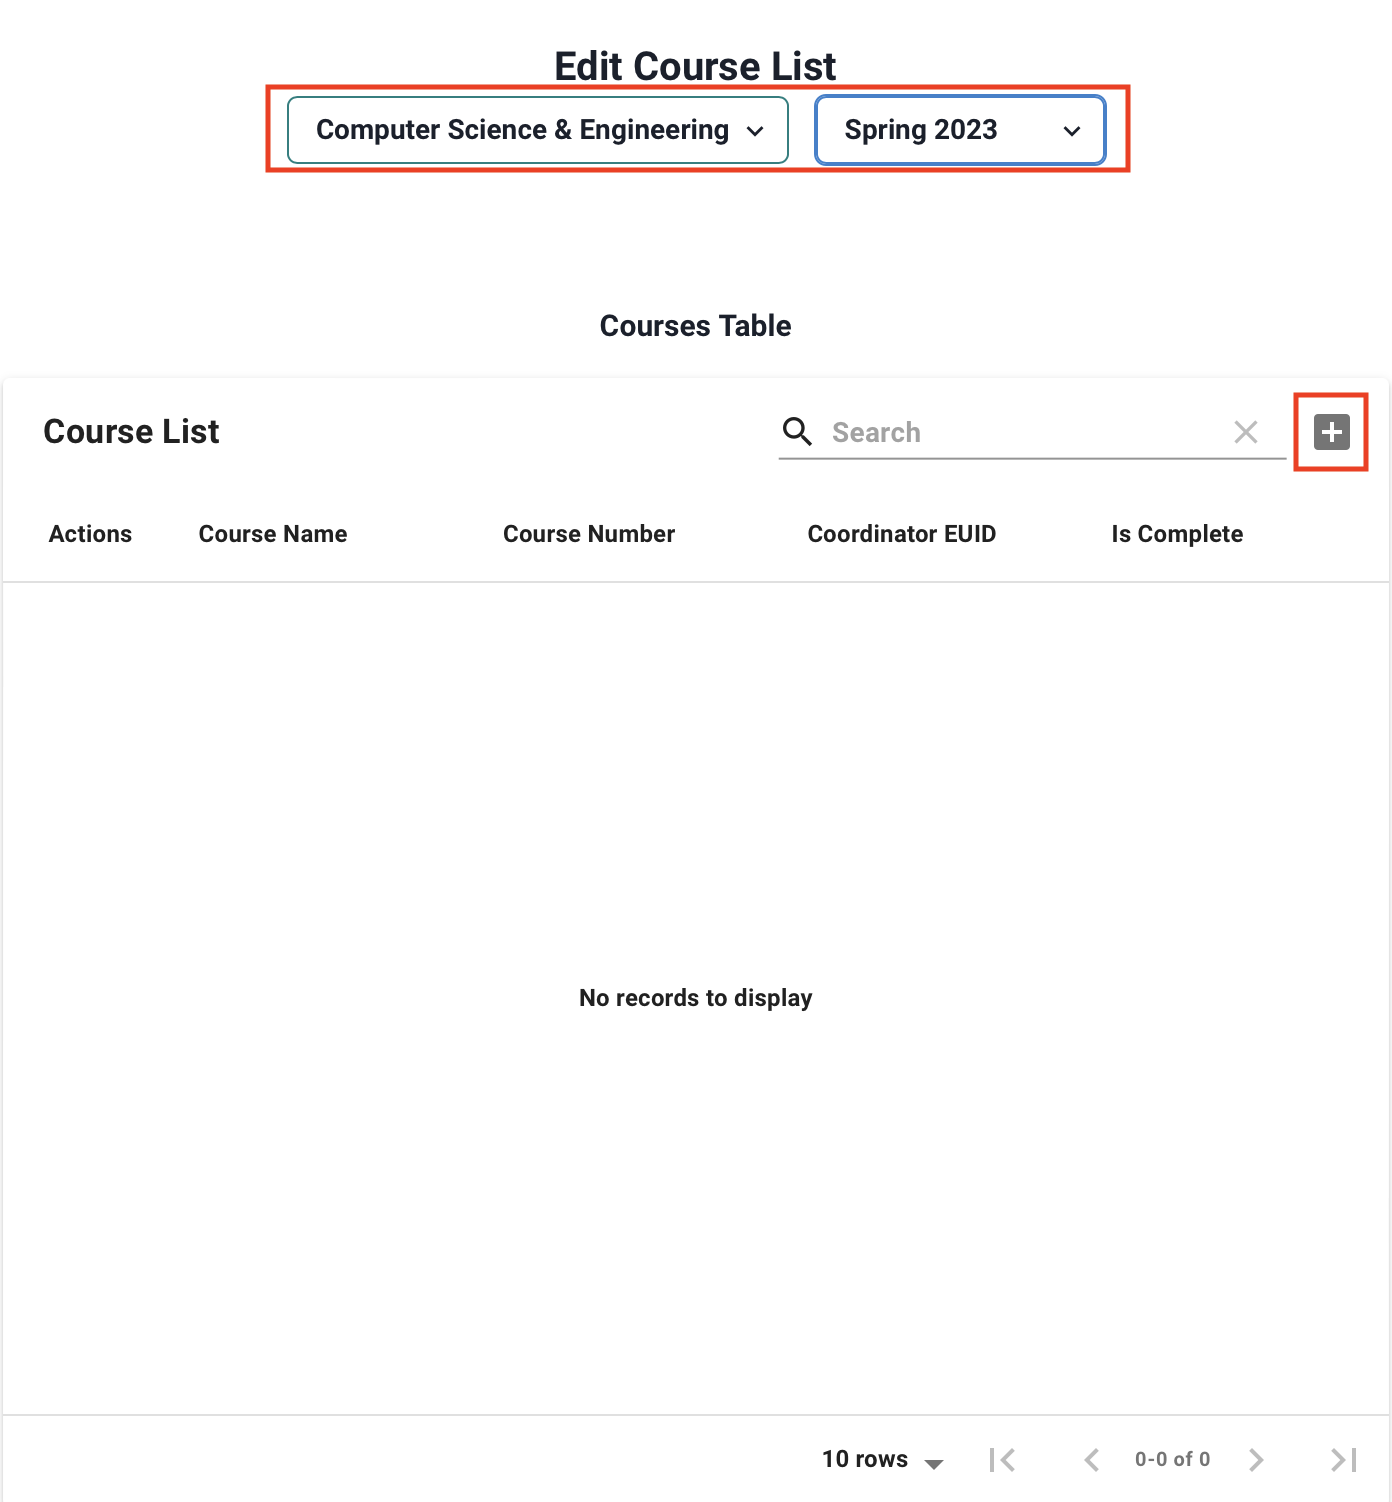 Edit Course List
Computer Science & Engineering Spring 2023
Courses Table
Course List Search
Actions Course Name Course Number Coordinator EUID Is Complete
No records to display
10 rows 0-0 of 0